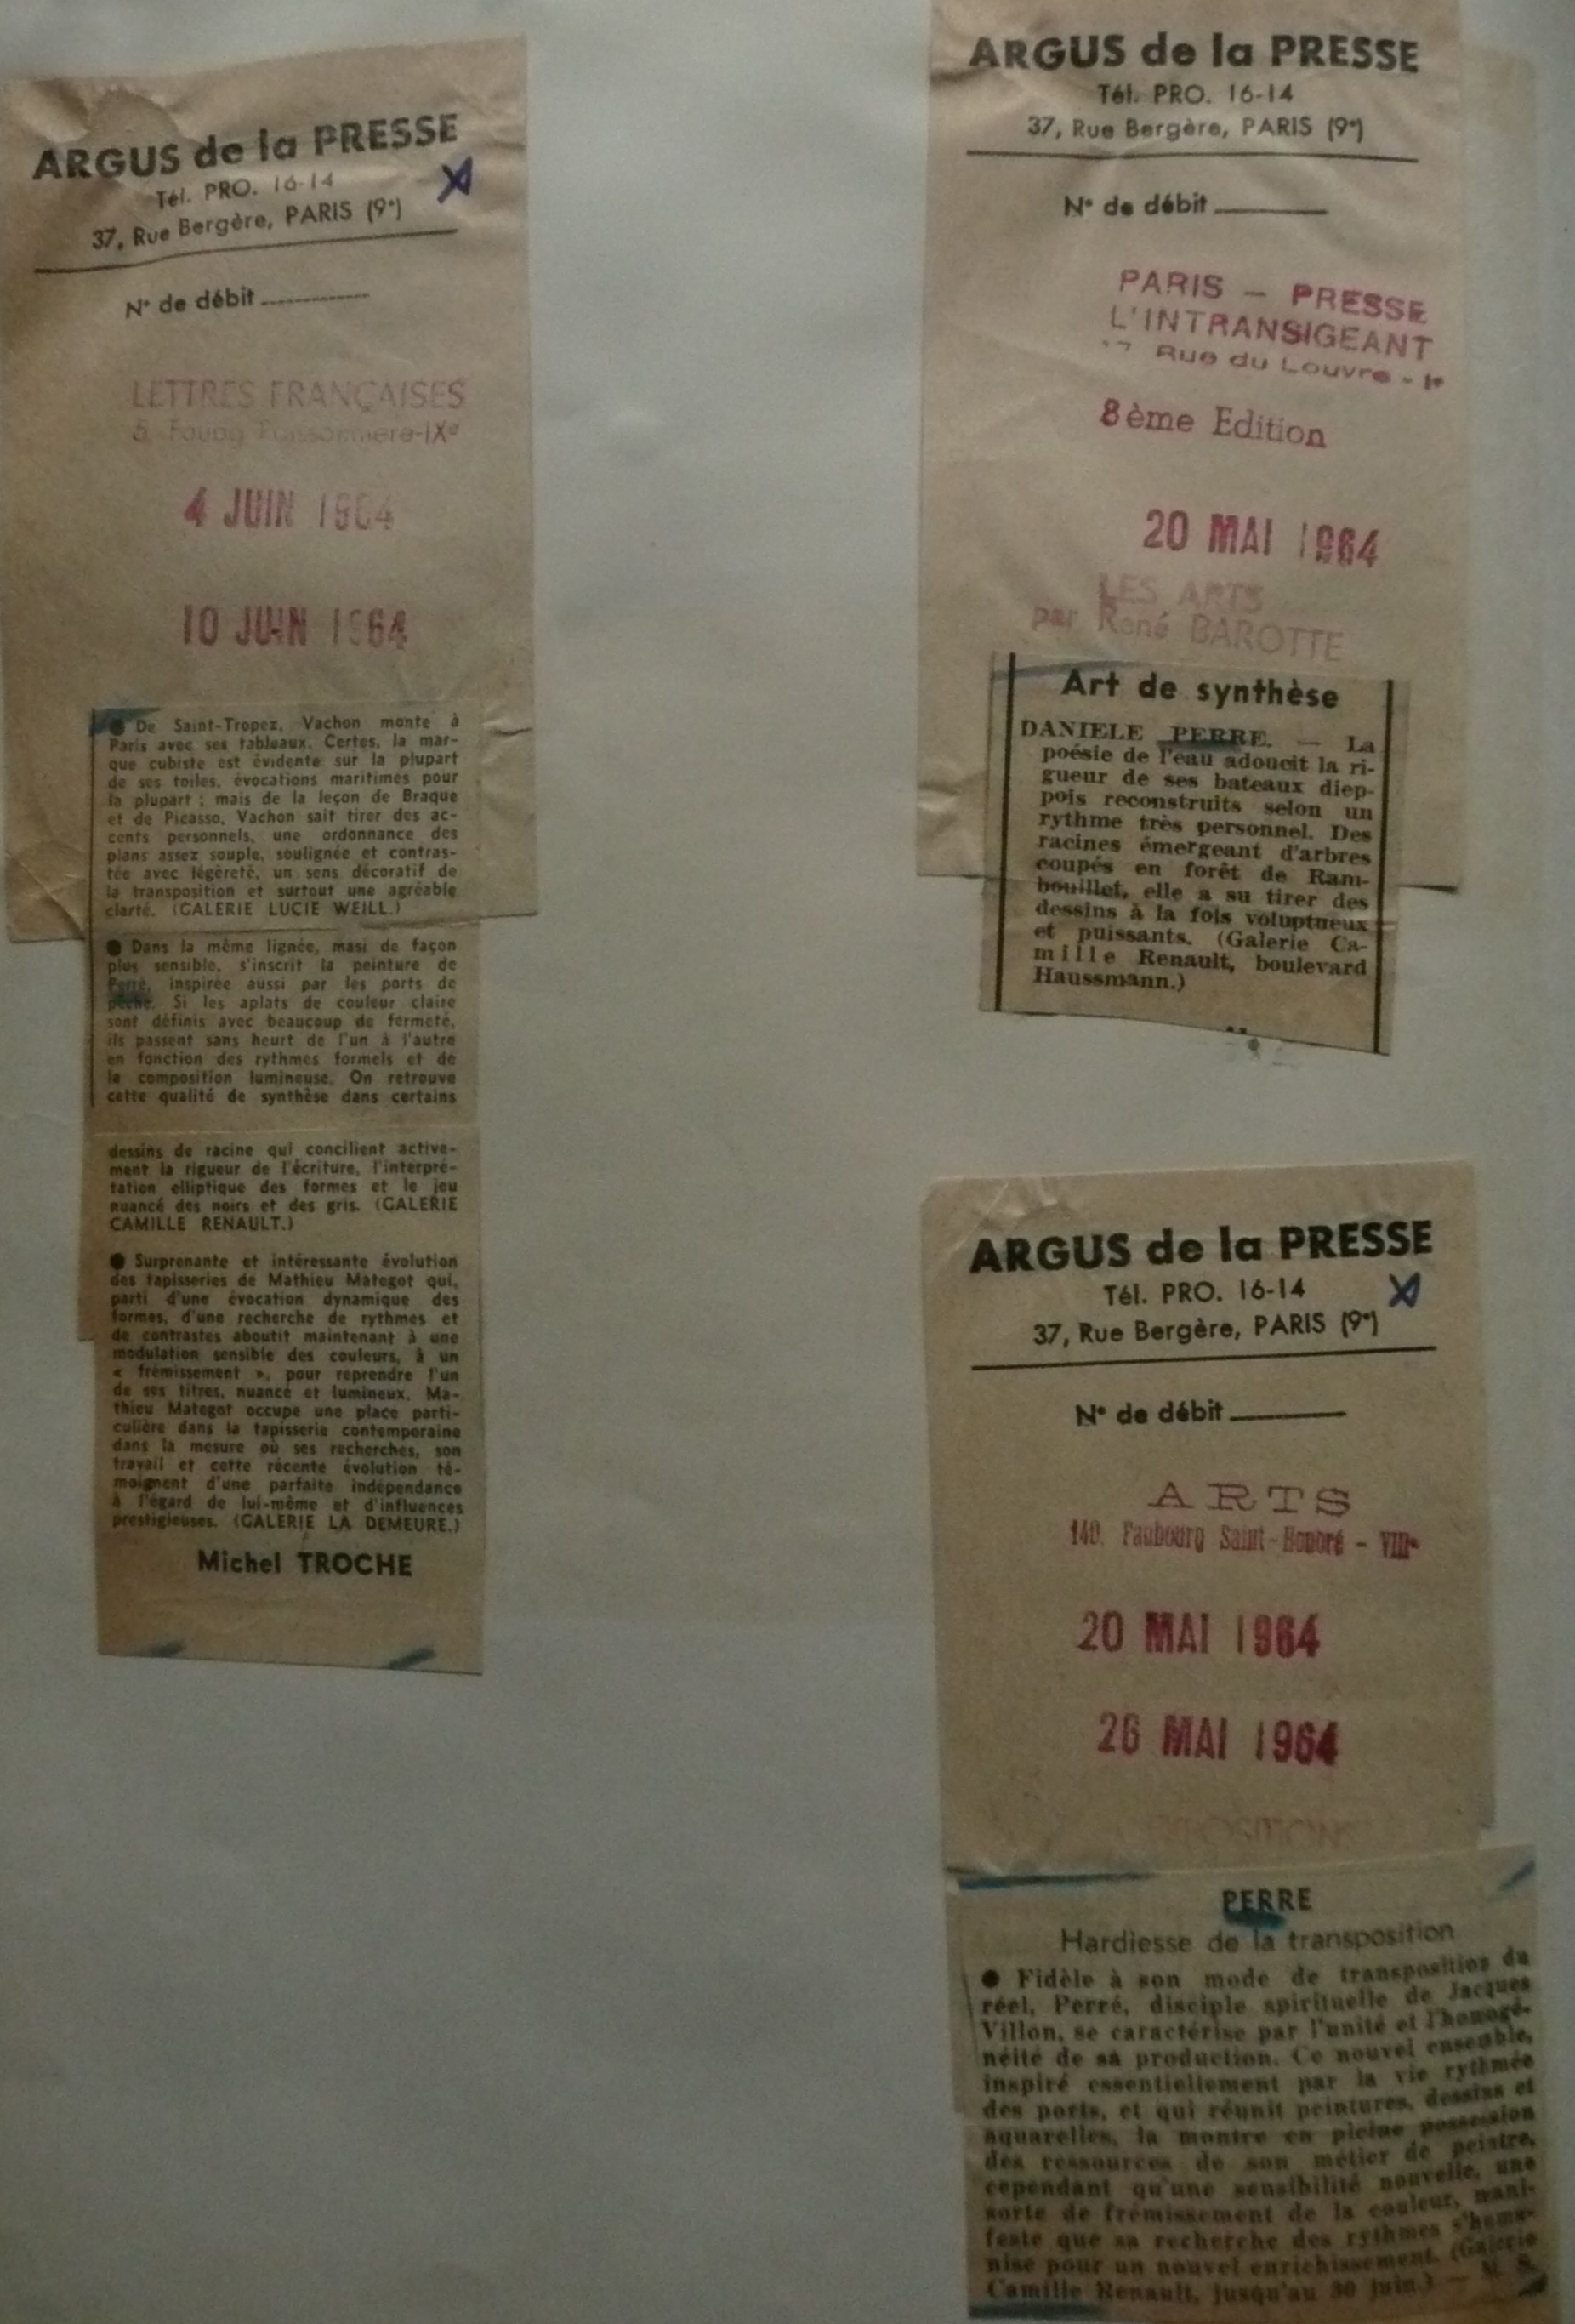 ARGUS de la PRESSE
Tél. PRO. 16-14
37, Rue Bergère, PARIS (9e)
N° de débit
LETTRES FRANÇAISES
5 Faubg Poissonnière-IXe
4 JUIN 1964
10 JUIN 1964
● De Saint-Tropez, Vachon monte à
Paris avec ses tableaux. Certes, la mar-
que cubiste est évidente sur la plupart
de ses toiles, évocations maritimes pour
la plupart ; mais de la leçon de Braque
et de Picasso, Vachon sait tirer des ac-
cents personnels, une ordonnance des
plans assez souple, soulignée et contras-
tée avec légèreté, un sens décoratif de
la transposition et surtout une agréable
clarté. (GALERIE LUCIE WEILL.)
● Dans la même lignée, masi de façon
plus sensible, s'inscrit la peinture de
Perré, inspirée aussi par les ports de
pêche. Si les aplats de couleur claire
sont définis avec beaucoup de fermeté,
ils passent sans heurt de l'un à l'autre
en fonction des rythmes formels et de
la composition lumineuse. On retrouve
cette qualité de synthèse dans certains
dessins de racine qui concilient active-
ment la rigueur de l'écriture, l'interpré-
tation elliptique des formes et le jeu
nuancé des noirs et des gris. (GALERIE
CAMILLE RENAULT.)
● Surprenante et intéressante évolution
des tapisseries de Mathieu Mategot qui,
parti d'une évocation dynamique des
formes, d'une recherche de rythmes et
de contrastes aboutit maintenant à une
modulation sensible des couleurs, à un
« frémissement », pour reprendre l'un
de ses titres, nuancé et lumineux. Ma-
thieu Mategot occupe une place parti-
culière dans la tapisserie contemporaine
dans la mesure où ses recherches, son
travail et cette récente évolution té-
moignent d'une parfaite indépendance
à l'égard de lui-même et d'influences
prestigieuses. (GALERIE LA DEMEURE.)
Michel TROCHE
ARGUS de la PRESSE
Tél. PRO. 16-14
37, Rue Bergère, PARIS (9e)
N° de débit
PARIS - PRESSE
L'INTRANSIGEANT
Rue du Louvre - Ie
8ème Edition
20 MAI 1964
LES ARTS
par René BAROTTE
Art de synthèse
DANIELE PERRE. — La
poésie de l'eau adoucit la ri-
gueur de ses bateaux diep-
pois reconstruits selon un
rythme très personnel. Des
racines émergeant d'arbres
coupés en forêt de Ram-
bouillet, elle a su tirer des
dessins à la fois voluptueux
et puissants. (Galerie Ca-
mille Renault, boulevard
Haussmann.)
ARGUS de la PRESSE
Tél. PRO. 16-14
37, Rue Bergère, PARIS (9e)
N° de débit
ARTS
140, Faubourg Saint-Honoré - VIIIe
20 MAI 1964
26 MAI 1964
PERRE
Hardiesse de la transposition
● Fidèle à son mode de transposition du
réel, Perré, disciple spirituelle de Jacques
Villon, se caractérise par l'unité et l'homogé-
néité de sa production. Ce nouvel ensemble,
inspiré essentiellement par la vie rythmée
des ports, et qui réunit peintures, dessins et
aquarelles, la montre en pleine possession
des ressources de son métier de peintre,
cependant qu'une sensibilité nouvelle, une
sorte de frémissement de la couleur, mani-
feste que sa recherche des rythmes s'huma-
nise pour un nouvel enrichissement. (Galerie
Camille Renault, jusqu'au 30 juin.)